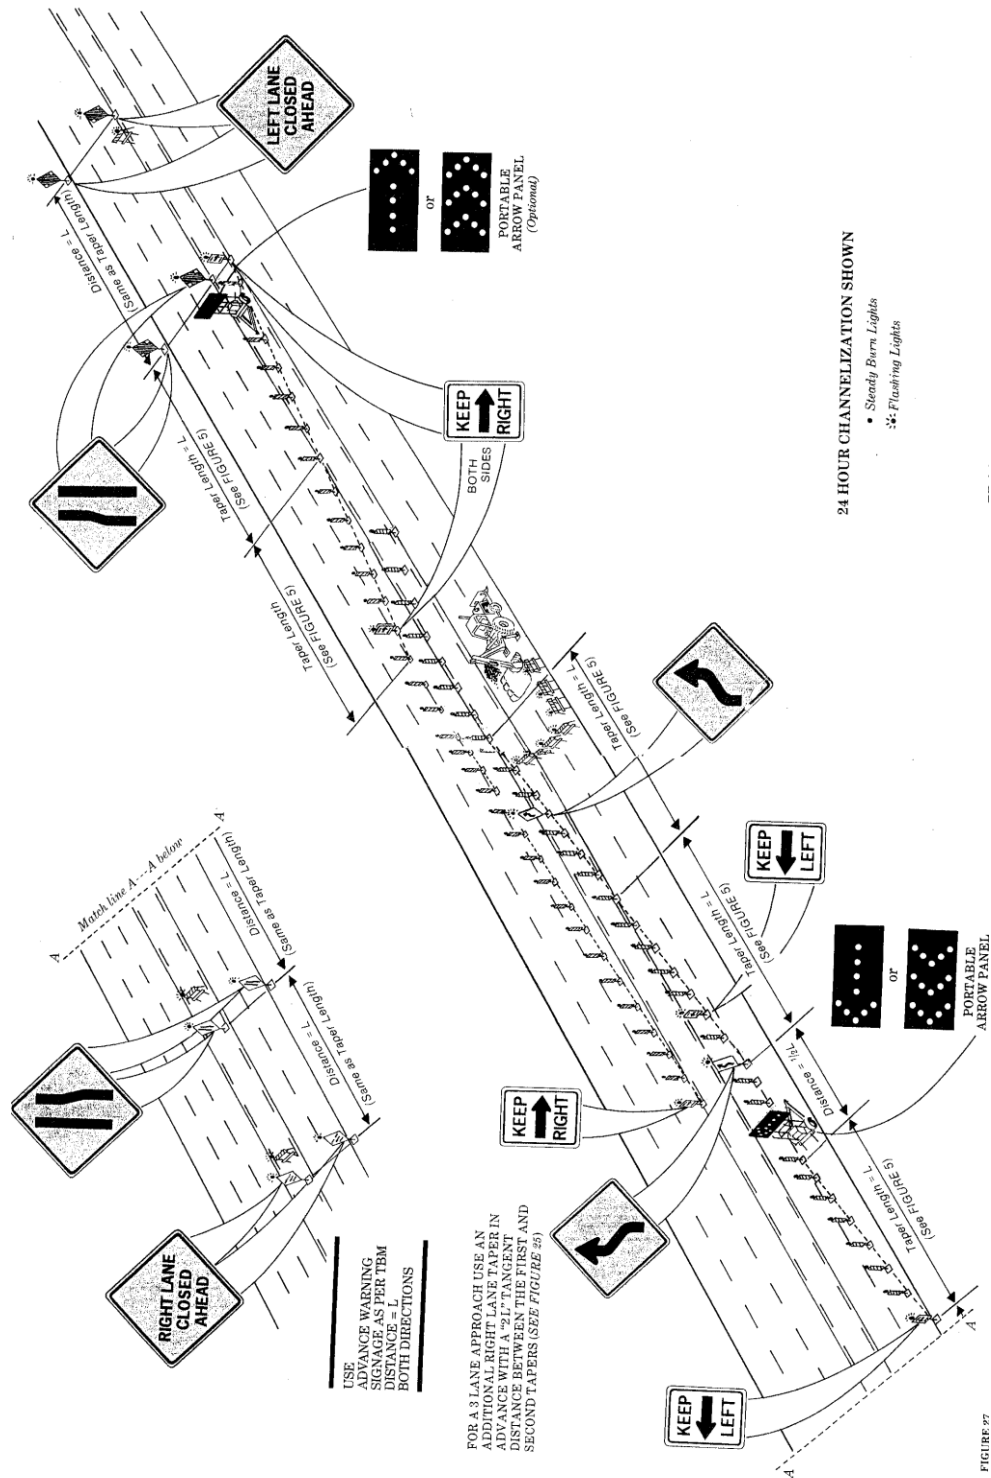 LEFT LANE
CLOSED
AHEAD
Distance = L
(Same as Taper Length)
or
PORTABLE
ARROW PANEL
(Optional)
Taper Length = L
(See FIGURE 5)
KEEP
RIGHT
BOTH
SIDES
Taper Length
(See FIGURE 5)
24 HOUR CHANNELIZATION SHOWN
Steady Burn Lights
Flashing Lights
Taper Length = L
(See FIGURE 5)
A
Match line A - A below
A
Distance = L
(Same as Taper Length)
Distance = L
(Same as Taper Length)
KEEP
LEFT
Taper Length = L
(See FIGURE 5)
or
PORTABLE
ARROW PANEL
Distance = 1/2L
KEEP
RIGHT
Taper Length = L
(See FIGURE 5)
RIGHT LANE
CLOSED
AHEAD
USE
ADVANCE WARNING
SIGNAGE AS PER TBM
DISTANCE = L
BOTH DIRECTIONS
FOR A 3 LANE APPROACH USE AN
ADDITIONAL RIGHT LANE TAPER IN
ADVANCE WITH A "2L" TANGENT
DISTANCE BETWEEN THE FIRST AND
SECOND TAPERS (SEE FIGURE 25)
KEEP
LEFT
A
A
FIGURE 27